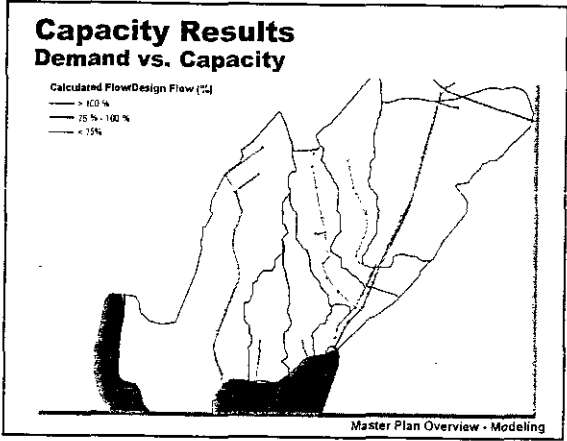 Capacity Results
Demand vs. Capacity
Calculated Flow/Design Flow (%)
> 100 %
75 % - 100 %
< 75%
Master Plan Overview - Modeling